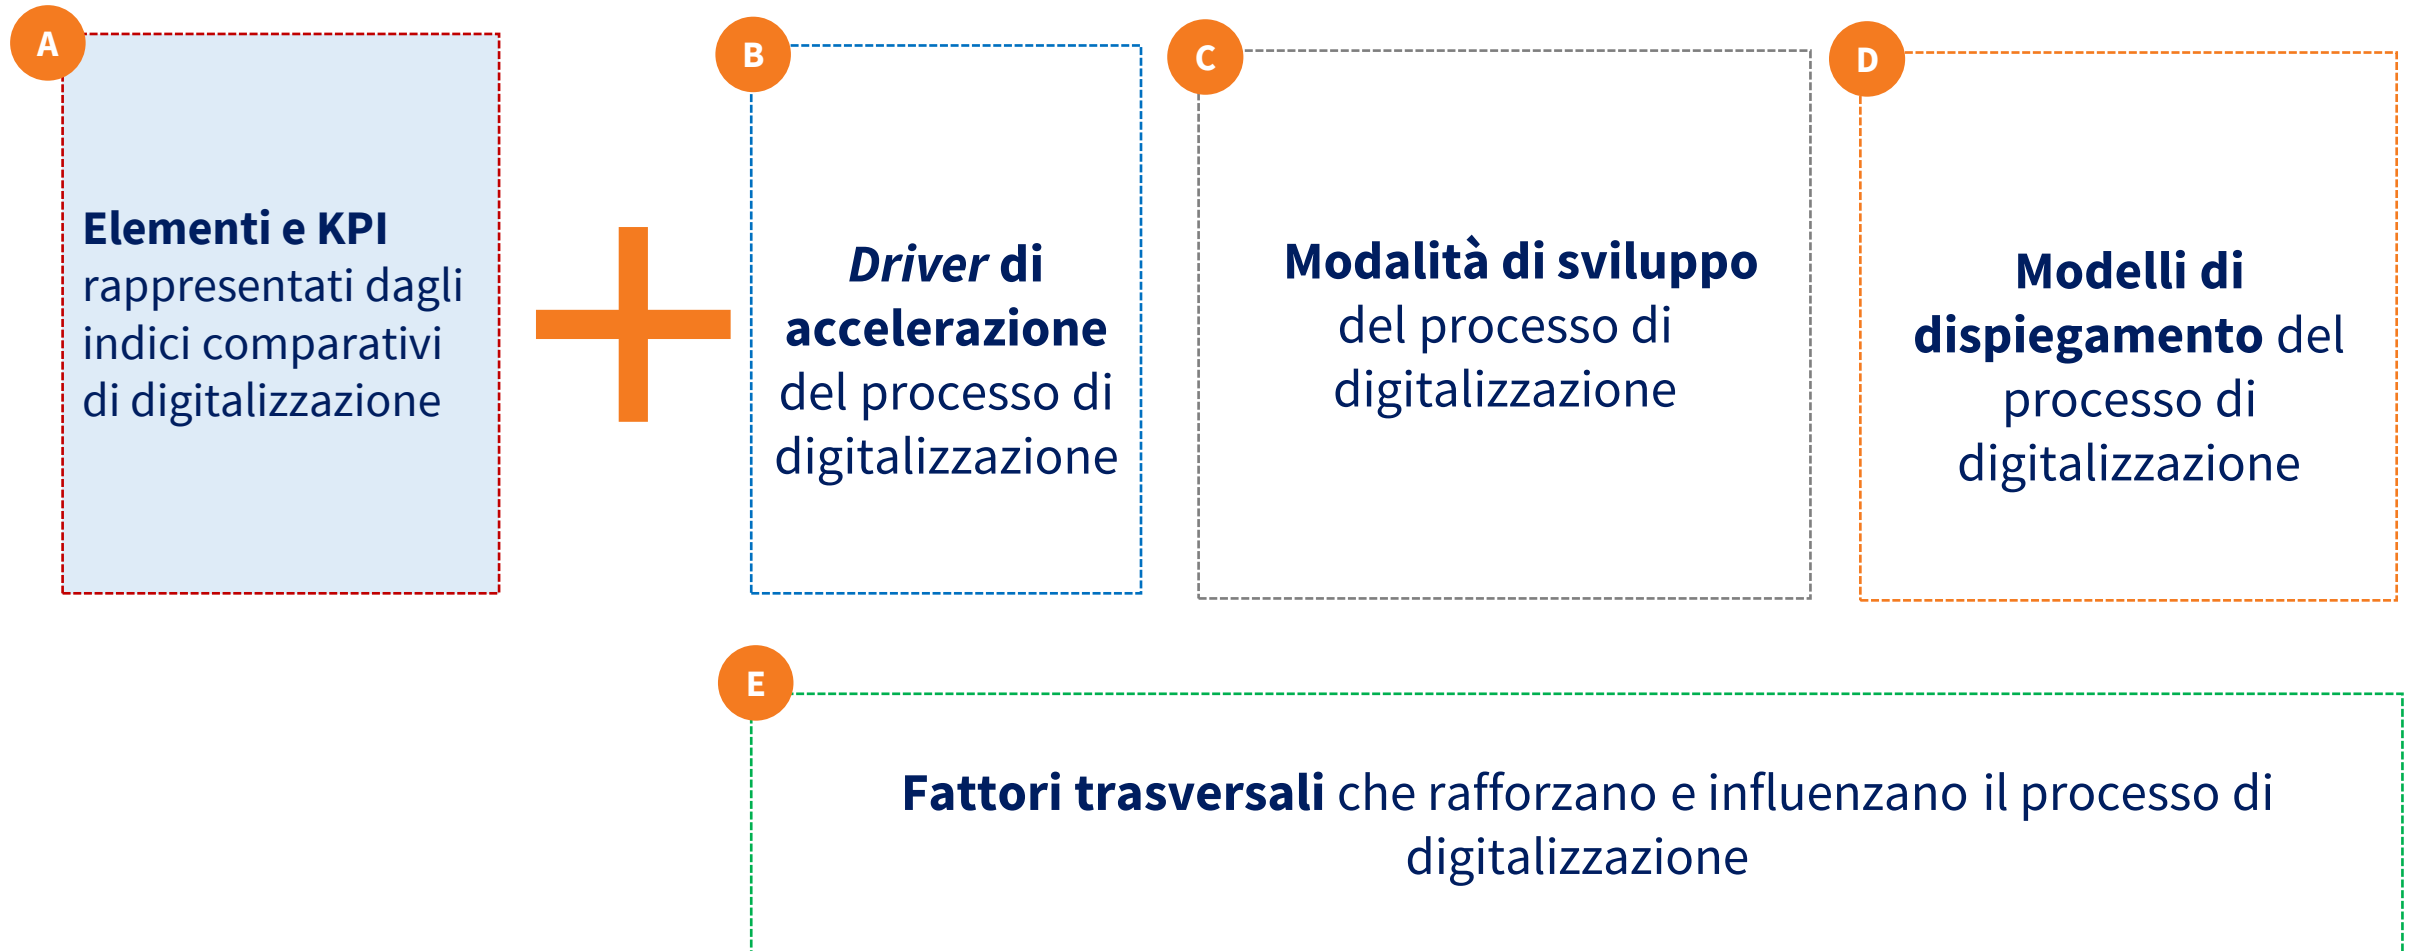 A
Elementi e KPI
rappresentati dagli
indici comparativi
di digitalizzazione
B
Driver di
accelerazione
del processo di
digitalizzazione
C
Modalità di sviluppo
del processo di
digitalizzazione
D
Modelli di
dispiegamento del
processo di
digitalizzazione
E
Fattori trasversali che rafforzano e influenzano il processo di
digitalizzazione